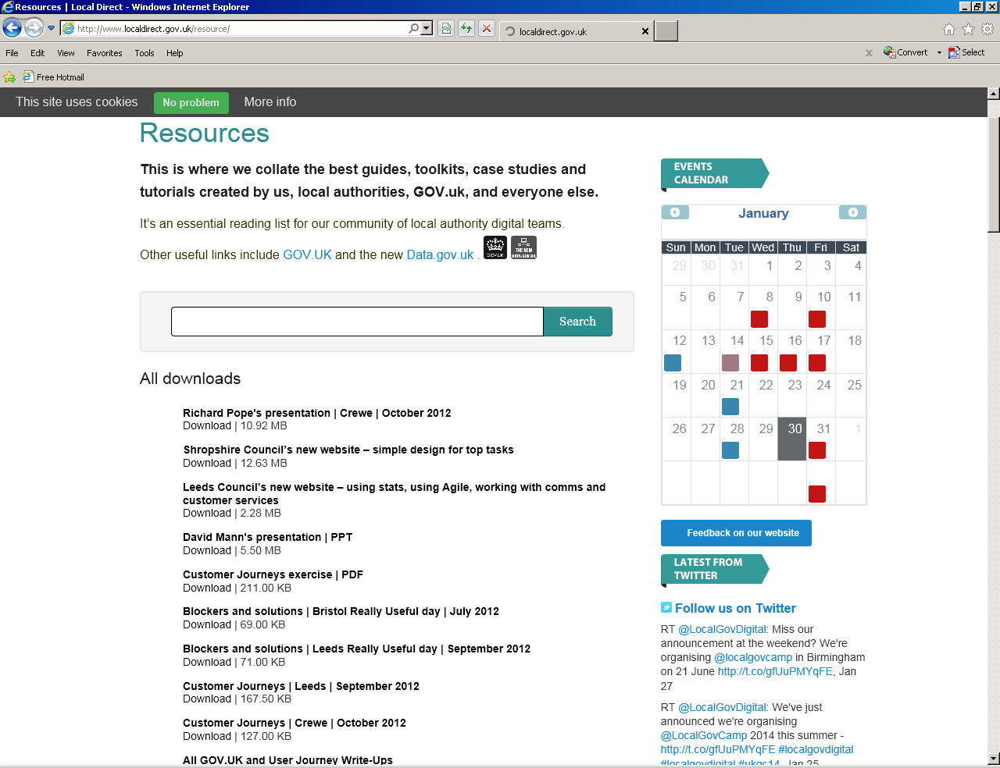 Resources | Local Direct - Windows Internet Explorer
http://www.localdirect.gov.uk/resource/
localdirect.gov.uk
File Edit View Favorites Tools Help
Convert Select
Free Hotmail
This site uses cookies No problem More info
Resources
This is where we collate the best guides, toolkits, case studies and
tutorials created by us, local authorities, GOV.uk, and everyone else.
It's an essential reading list for our community of local authority digital teams.
Other useful links include GOV.UK and the new Data.gov.uk .
GOV.UK
THE NEW
DATA.GOV.UK
Search
All downloads
Richard Pope's presentation | Crewe | October 2012
Download | 10.92 MB
Shropshire Council's new website – simple design for top tasks
Download | 12.63 MB
Leeds Council's new website – using stats, using Agile, working with comms and
customer services
Download | 2.28 MB
David Mann's presentation | PPT
Download | 5.50 MB
Customer Journeys exercise | PDF
Download | 211.00 KB
Blockers and solutions | Bristol Really Useful day | July 2012
Download | 69.00 KB
Blockers and solutions | Leeds Really Useful day | September 2012
Download | 71.00 KB
Customer Journeys | Leeds | September 2012
Download | 167.50 KB
Customer Journeys | Crewe | October 2012
Download | 127.00 KB
All GOV.UK and User Journey Write-Ups
EVENTS
CALENDAR
January
Sun Mon Tue Wed Thu Fri Sat
29 30 31 1 2 3 4
5 6 7 8 9 10 11
12 13 14 15 16 17 18
19 20 21 22 23 24 25
26 27 28 29 30 31 1
Feedback on our website
LATEST FROM
TWITTER
Follow us on Twitter
RT @LocalGovDigital: Miss our
announcement at the weekend? We're
organising @localgovcamp in Birmingham
on 21 June http://t.co/gfUuPMYqFE, Jan
27
RT @LocalGovDigital: We've just
announced we're organising
@LocalGovCamp 2014 this summer -
http://t.co/gfUuPMYqFE #localgovdigital
#localgovdigital #ukgc14, Jan 25